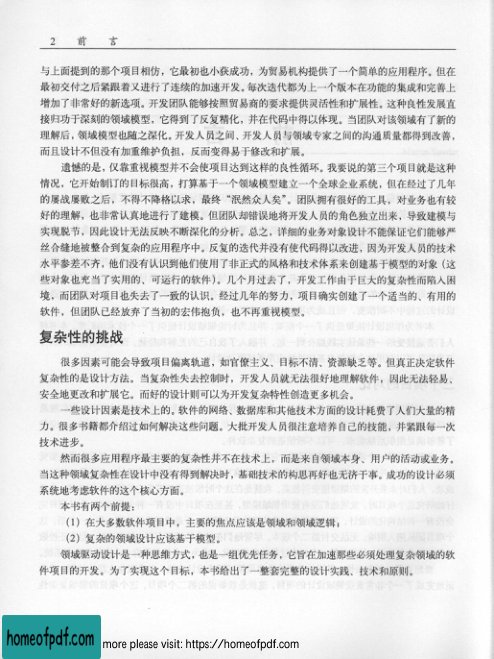 2 前 言
与上面提到的那个项目相仿，它最初也小获成功，为贸易机构提供了一个简单的应用程序。但在
最初交付之后紧跟着又进行了连续的加速开发。每次迭代都为上一个版本在功能的集成和完善上
增加了非常好的新选项。开发团队能够按照贸易商的要求提供灵活性和扩展性。这种良性发展直
接归功于深刻的领域模型，它得到了反复精化，并在代码中得以体现。当团队对该领域有了新的
理解后，领域模型也随之深化。开发人员之间、开发人员与领域专家之间的沟通质量都得到改善，
而且设计不但没有加重维护负担，反而变得易于修改和扩展。
遗憾的是，仅靠重视模型并不会使项目达到这样的良性循环。我要说的第三个项目就是这种
情况，它开始制订的目标很高，打算基于一个领域模型建立一个全球企业系统，但在经过了几年
的屡战屡败之后，不得不降格以求，最终“泯然众人矣”。团队拥有很好的工具，对业务也有较
好的理解，也非常认真地进行了建模。但团队却错误地将开发人员的角色独立出来，导致建模与
实现脱节，因此设计无法反映不断深化的分析。总之，详细的业务对象设计不能保证它们能够严
丝合缝地被整合到复杂的应用程序中。反复的迭代并没有使代码得以改进，因为开发人员的技术
水平参差不齐，他们没有认识到他们使用了非正式的风格和技术体系来创建基于模型的对象（这
些对象也充当了实用的、可运行的软件）。几个月过去了，开发工作由于巨大的复杂性而陷入困
境，而团队对项目也失去了一致的认识。经过几年的努力，项目确实创建了一个适当的、有用的
软件，但团队已经放弃了当初的宏伟抱负，也不再重视模型。
复杂性的挑战
很多因素可能会导致项目偏离轨道，如官僚主义、目标不清、资源缺乏等。但真正决定软件
复杂性的是设计方法。当复杂性失去控制时，开发人员就无法很好地理解软件，因此无法轻易、
安全地更改和扩展它。而好的设计则可以为开发复杂特性创造更多机会。
一些设计因素是技术上的。软件的网络、数据库和其他技术方面的设计耗费了人们大量的精
力。很多书籍都介绍过如何解决这些问题。大批开发人员很注意培养自己的技能，并紧跟每一次
技术进步。
然而很多应用程序最主要的复杂性并不在技术上，而是来自领域本身、用户的活动或业务。
当这种领域复杂性在设计中没有得到解决时，基础技术的构思再好也无济于事。成功的设计必须
系统地考虑软件的这个核心方面。
本书有两个前提：
（1）在大多数软件项目中，主要的焦点应该是领域和领域逻辑；
（2）复杂的领域设计应该基于模型。
领域驱动设计是一种思维方式，也是一组优先任务，它旨在加速那些必须处理复杂领域的软
件项目的开发。为了实现这个目标，本书给出了一整套完整的设计实践、技术和原则。
homeofpdf.com more please visit: https://homeofpdf.com